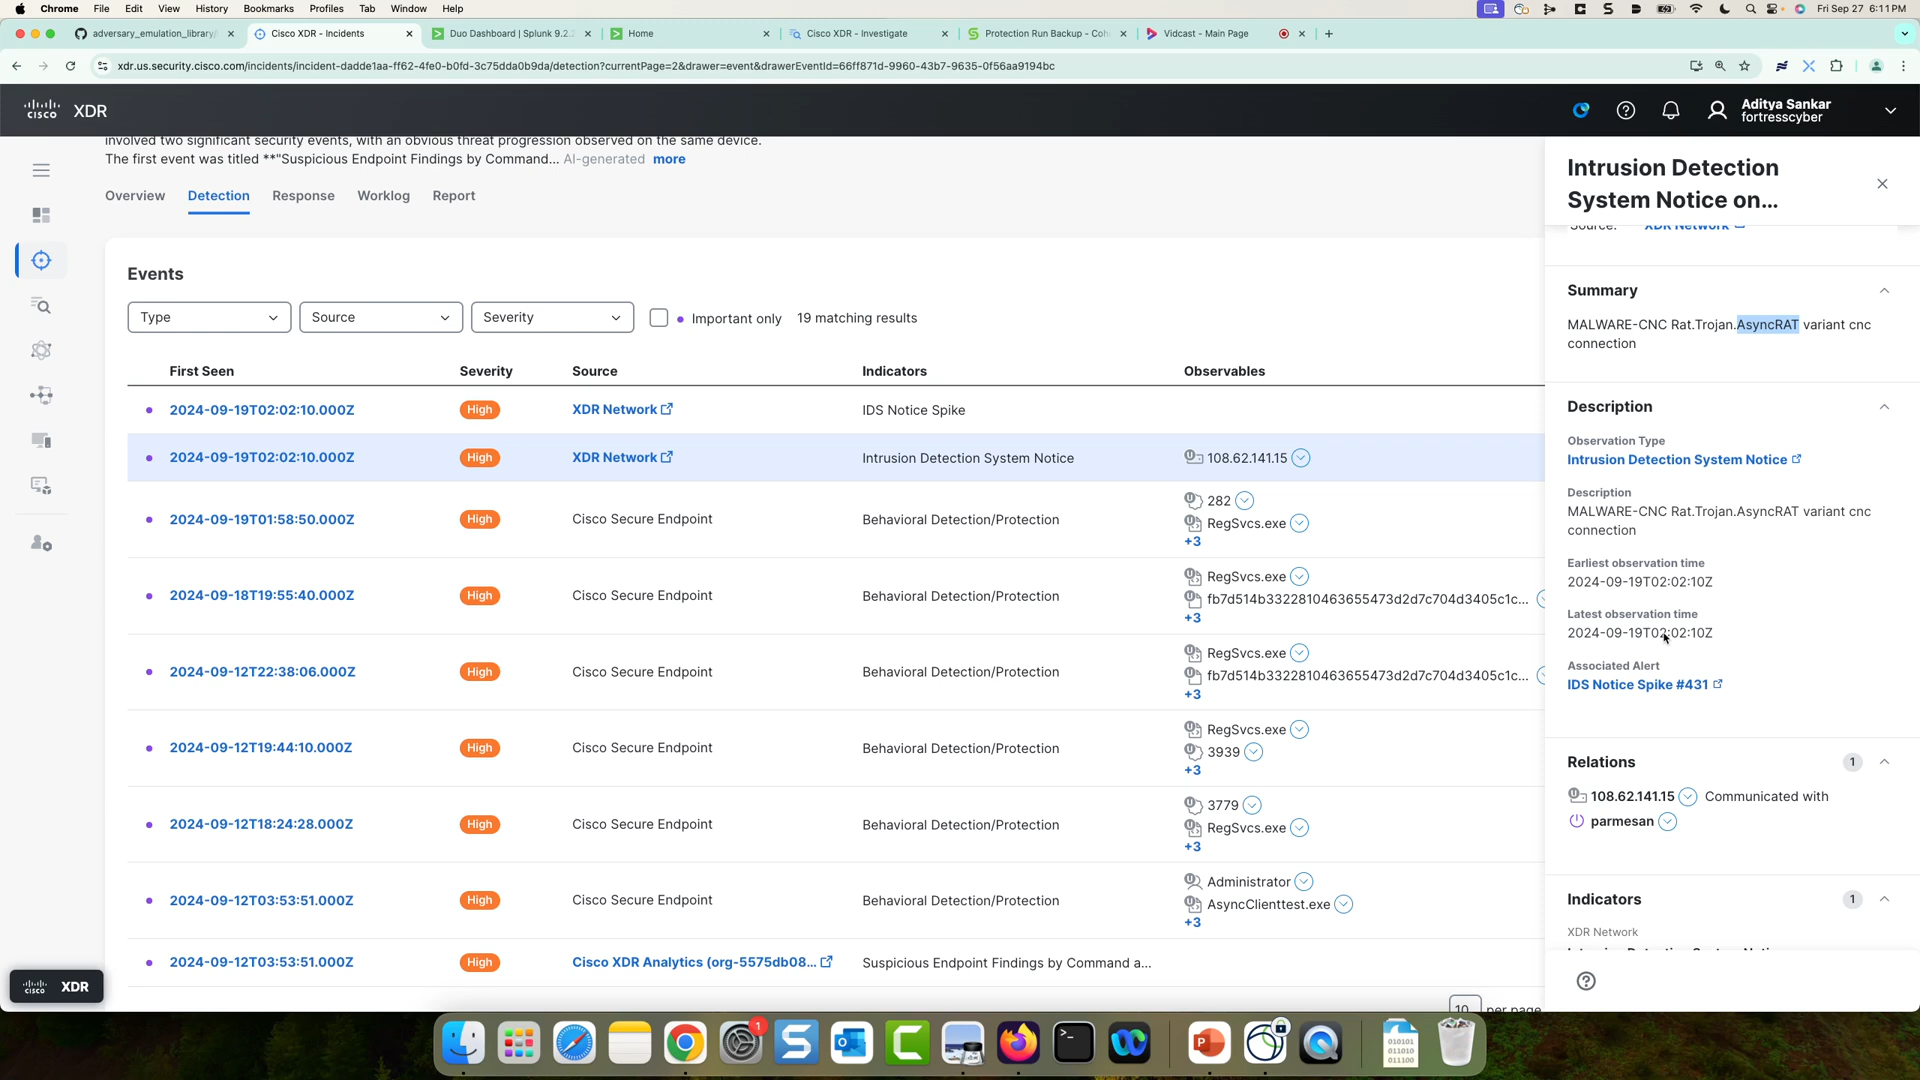 Chrome File Edit View History Bookmarks Profiles Tab Window Help
Fri Sep 27 6:11 PM
adversary_emulation_library/
Cisco XDR - Incidents
Duo Dashboard | Splunk 9.2.
Home
Cisco XDR - Investigate
Protection Run Backup - Coh
Vidcast - Main Page
xdr.us.security.cisco.com/incidents/incident-dadde1aa-ff62-4fe0-b0fd-3c75dda0b9da/detection?currentPage=2&drawer=event&drawerEventId=66ff871d-9960-43b7-9635-0f56aa9194bc
cisco XDR
Aditya Sankar
fortresscyber
involved two significant security events, with an obvious threat progression observed on the same device.
The first event was titled **"Suspicious Endpoint Findings by Command... AI-generated more
Overview Detection Response Worklog Report
Events
Type Source Severity Important only 19 matching results
First Seen Severity Source Indicators Observables
2024-09-19T02:02:10.000Z High XDR Network IDS Notice Spike
2024-09-19T02:02:10.000Z High XDR Network Intrusion Detection System Notice 108.62.141.15
282
2024-09-19T01:58:50.000Z High Cisco Secure Endpoint Behavioral Detection/Protection RegSvcs.exe
+3
RegSvcs.exe
2024-09-18T19:55:40.000Z High Cisco Secure Endpoint Behavioral Detection/Protection fb7d514b3322810463655473d2d7c704d3405c1c...
+3
RegSvcs.exe
2024-09-12T22:38:06.000Z High Cisco Secure Endpoint Behavioral Detection/Protection fb7d514b3322810463655473d2d7c704d3405c1c...
+3
RegSvcs.exe
2024-09-12T19:44:10.000Z High Cisco Secure Endpoint Behavioral Detection/Protection 3939
+3
3779
2024-09-12T18:24:28.000Z High Cisco Secure Endpoint Behavioral Detection/Protection RegSvcs.exe
+3
Administrator
2024-09-12T03:53:51.000Z High Cisco Secure Endpoint Behavioral Detection/Protection AsyncClienttest.exe
+3
2024-09-12T03:53:51.000Z High Cisco XDR Analytics (org-5575db08... Suspicious Endpoint Findings by Command a...
10 per page
cisco XDR
Intrusion Detection
System Notice on...
Source: XDR Network
Summary
MALWARE-CNC Rat.Trojan.AsyncRAT variant cnc
connection
Description
Observation Type
Intrusion Detection System Notice
Description
MALWARE-CNC Rat.Trojan.AsyncRAT variant cnc
connection
Earliest observation time
2024-09-19T02:02:10Z
Latest observation time
2024-09-19T02:02:10Z
Associated Alert
IDS Notice Spike #431
Relations 1
108.62.141.15 Communicated with
parmesan
Indicators 1
XDR Network
1
010101
011010
011100